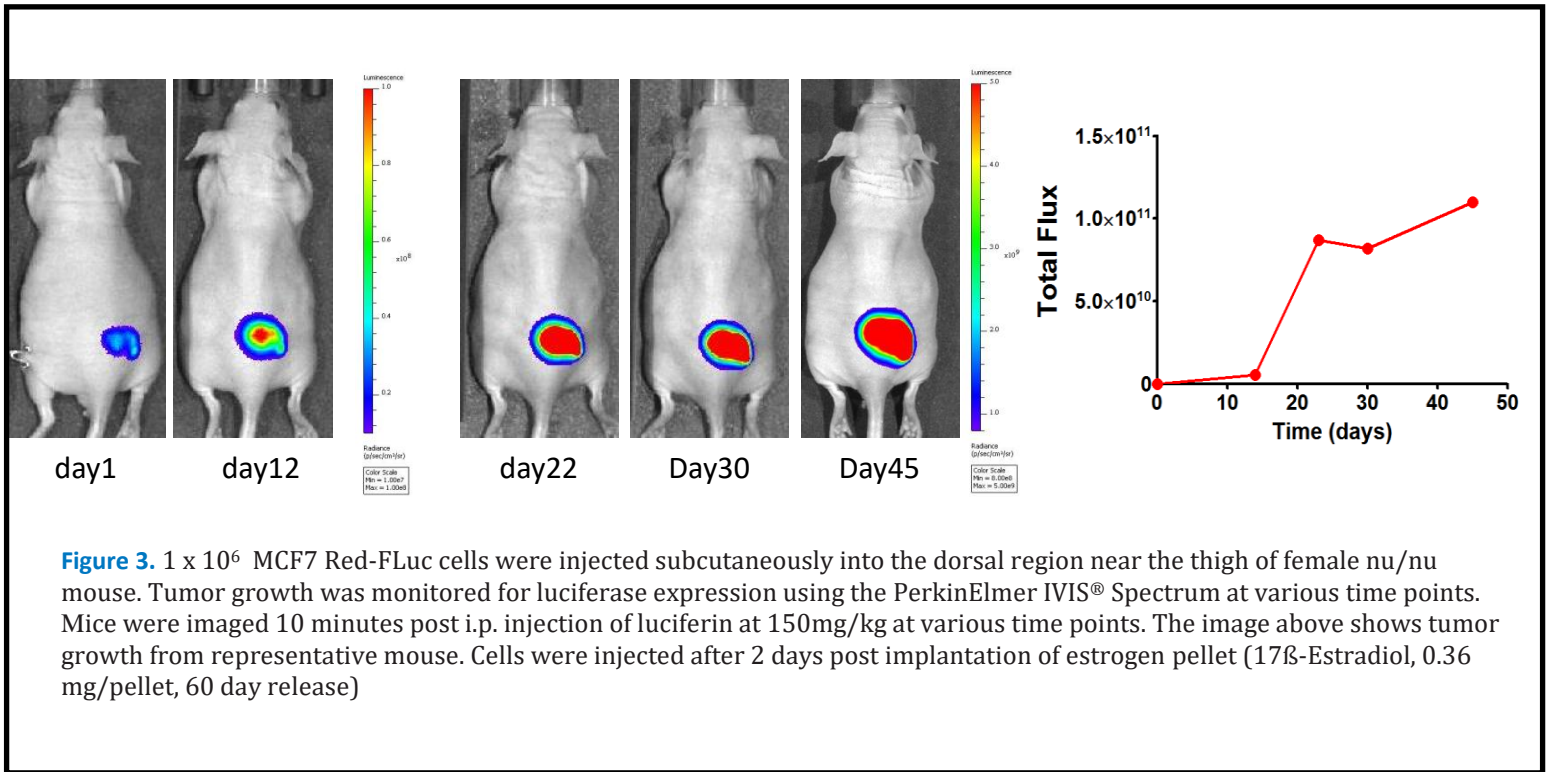 Luminescence
1.0
0.8
0.6
x10⁸
0.4
0.2
Radiance
(p/sec/cm²/sr)
Color Scale
Min = 1.00e7
Max = 1.00e8
Luminescence
5.0
4.0
3.0
x10⁹
2.0
1.0
Radiance
(p/sec/cm²/sr)
Color Scale
Min = 8.00e8
Max = 5.00e9
day1
day12
day22
Day30
Day45
Total Flux
1.5×10¹¹
1.0×10¹¹
5.0×10¹⁰
0
0 10 20 30 40 50
Time (days)
Figure 3. 1 x 10⁶ MCF7 Red-FLuc cells were injected subcutaneously into the dorsal region near the thigh of female nu/nu
mouse. Tumor growth was monitored for luciferase expression using the PerkinElmer IVIS® Spectrum at various time points.
Mice were imaged 10 minutes post i.p. injection of luciferin at 150mg/kg at various time points. The image above shows tumor
growth from representative mouse. Cells were injected after 2 days post implantation of estrogen pellet (17ß-Estradiol, 0.36
mg/pellet, 60 day release)